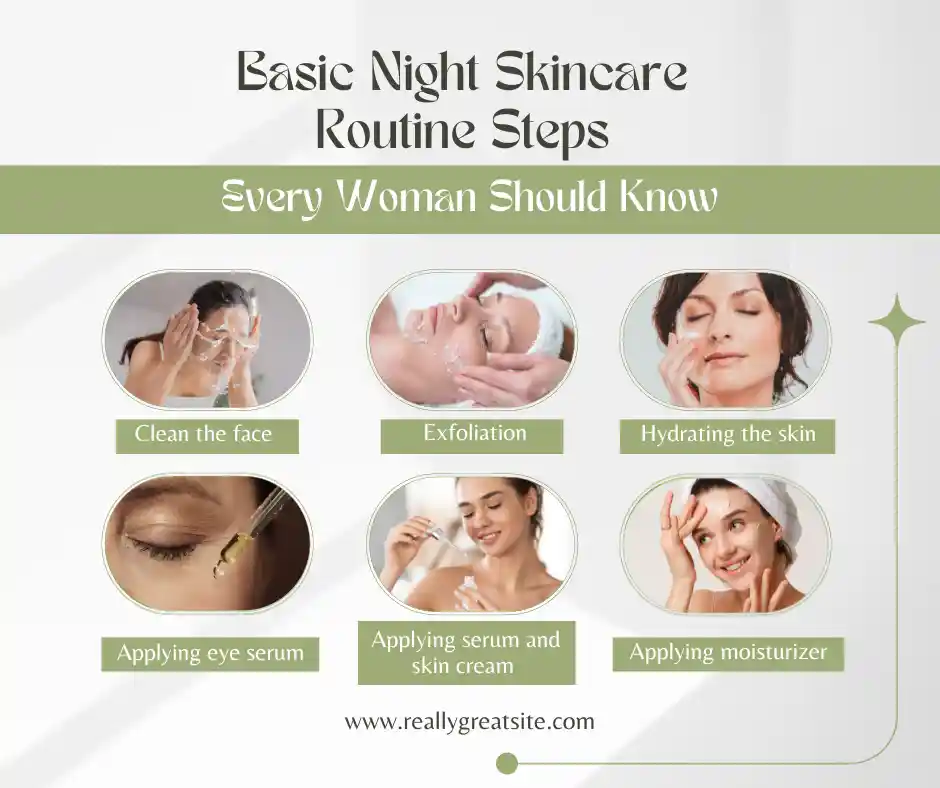 Basic Night Skincare
Routine Steps
Every Woman Should Know
Clean the face
Exfoliation
Hydrating the skin
Applying eye serum
Applying serum and
skin cream
Applying moisturizer
www.reallygreatsite.com